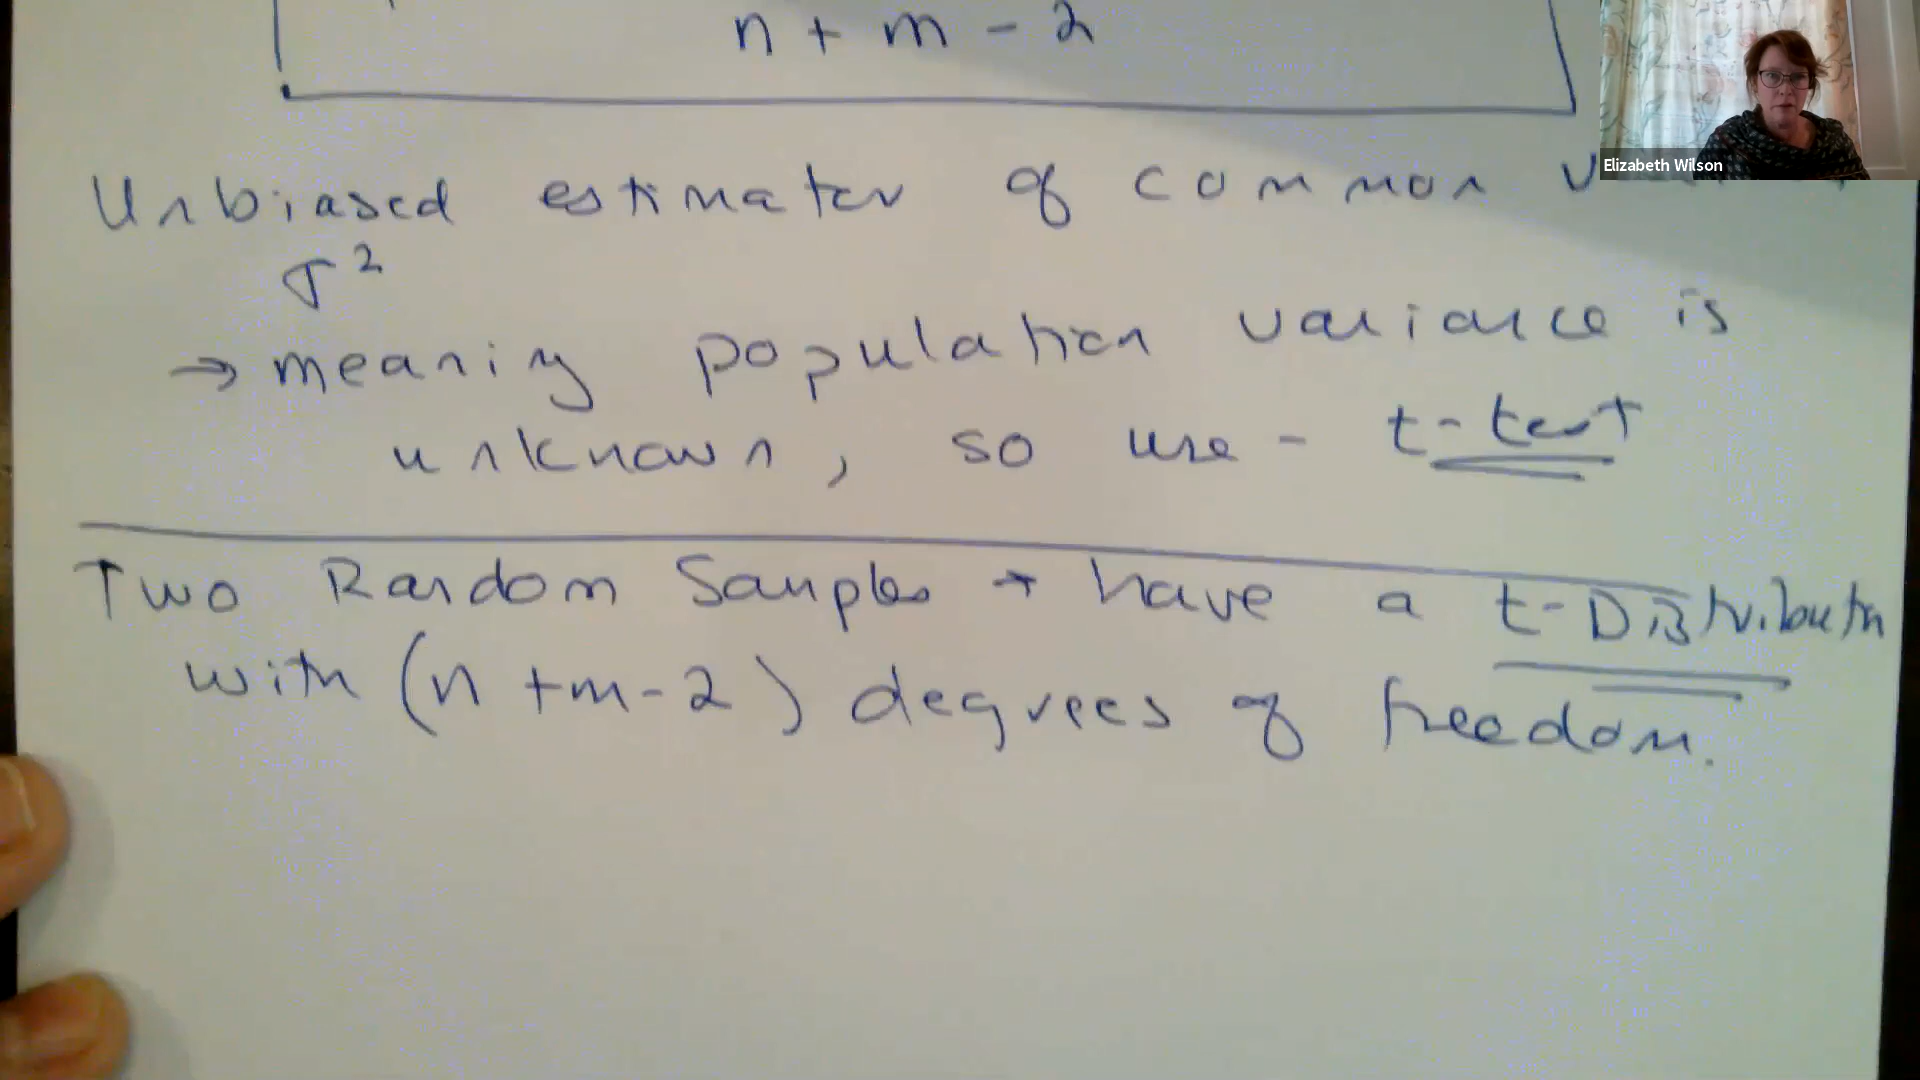 n + m - 2
Unbiased estimator of common
σ²
→ meaning population variance is
unknown, so use - t-test
Two Random Samples → have a t-Distribution
with (n + m - 2) degrees of freedom.
Elizabeth Wilson